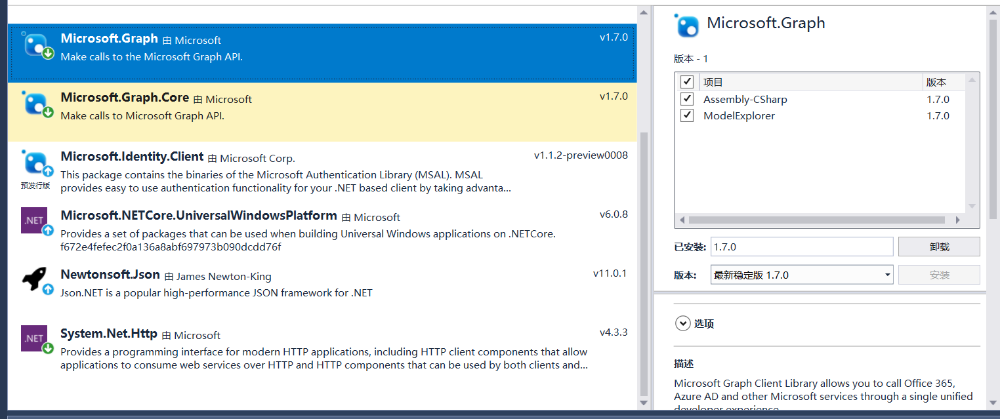 Microsoft.Graph 由 Microsoft v1.7.0
Make calls to the Microsoft Graph API.
Microsoft.Graph.Core 由 Microsoft v1.7.0
Make calls to Microsoft Graph API.
Microsoft.Identity.Client 由 Microsoft Corp. v1.1.2-preview0008
预发行版
This package contains the binaries of the Microsoft Authentication Library (MSAL). MSAL
provides easy to use authentication functionality for your .NET based client by taking advanta...
.NET
Microsoft.NETCore.UniversalWindowsPlatform 由 Microsoft v6.0.8
Provides a set of packages that can be used when building Universal Windows applications on .NETCore.
f672e4fefec2f0a136a8abf697973b090dcdd76f
Newtonsoft.Json 由 James Newton-King v11.0.1
Json.NET is a popular high-performance JSON framework for .NET
.NET
System.Net.Http 由 Microsoft v4.3.3
Provides a programming interface for modern HTTP applications, including HTTP client components that allow
applications to consume web services over HTTP and HTTP components that can be used by both clients and...
Microsoft.Graph
版本 - 1
项目 版本
Assembly-CSharp 1.7.0
ModelExplorer 1.7.0
已安装: 1.7.0 卸载
版本: 最新稳定版 1.7.0 安装
选项
描述
Microsoft Graph Client Library allows you to call Office 365,
Azure AD and other Microsoft services through a single unified
developer experience.